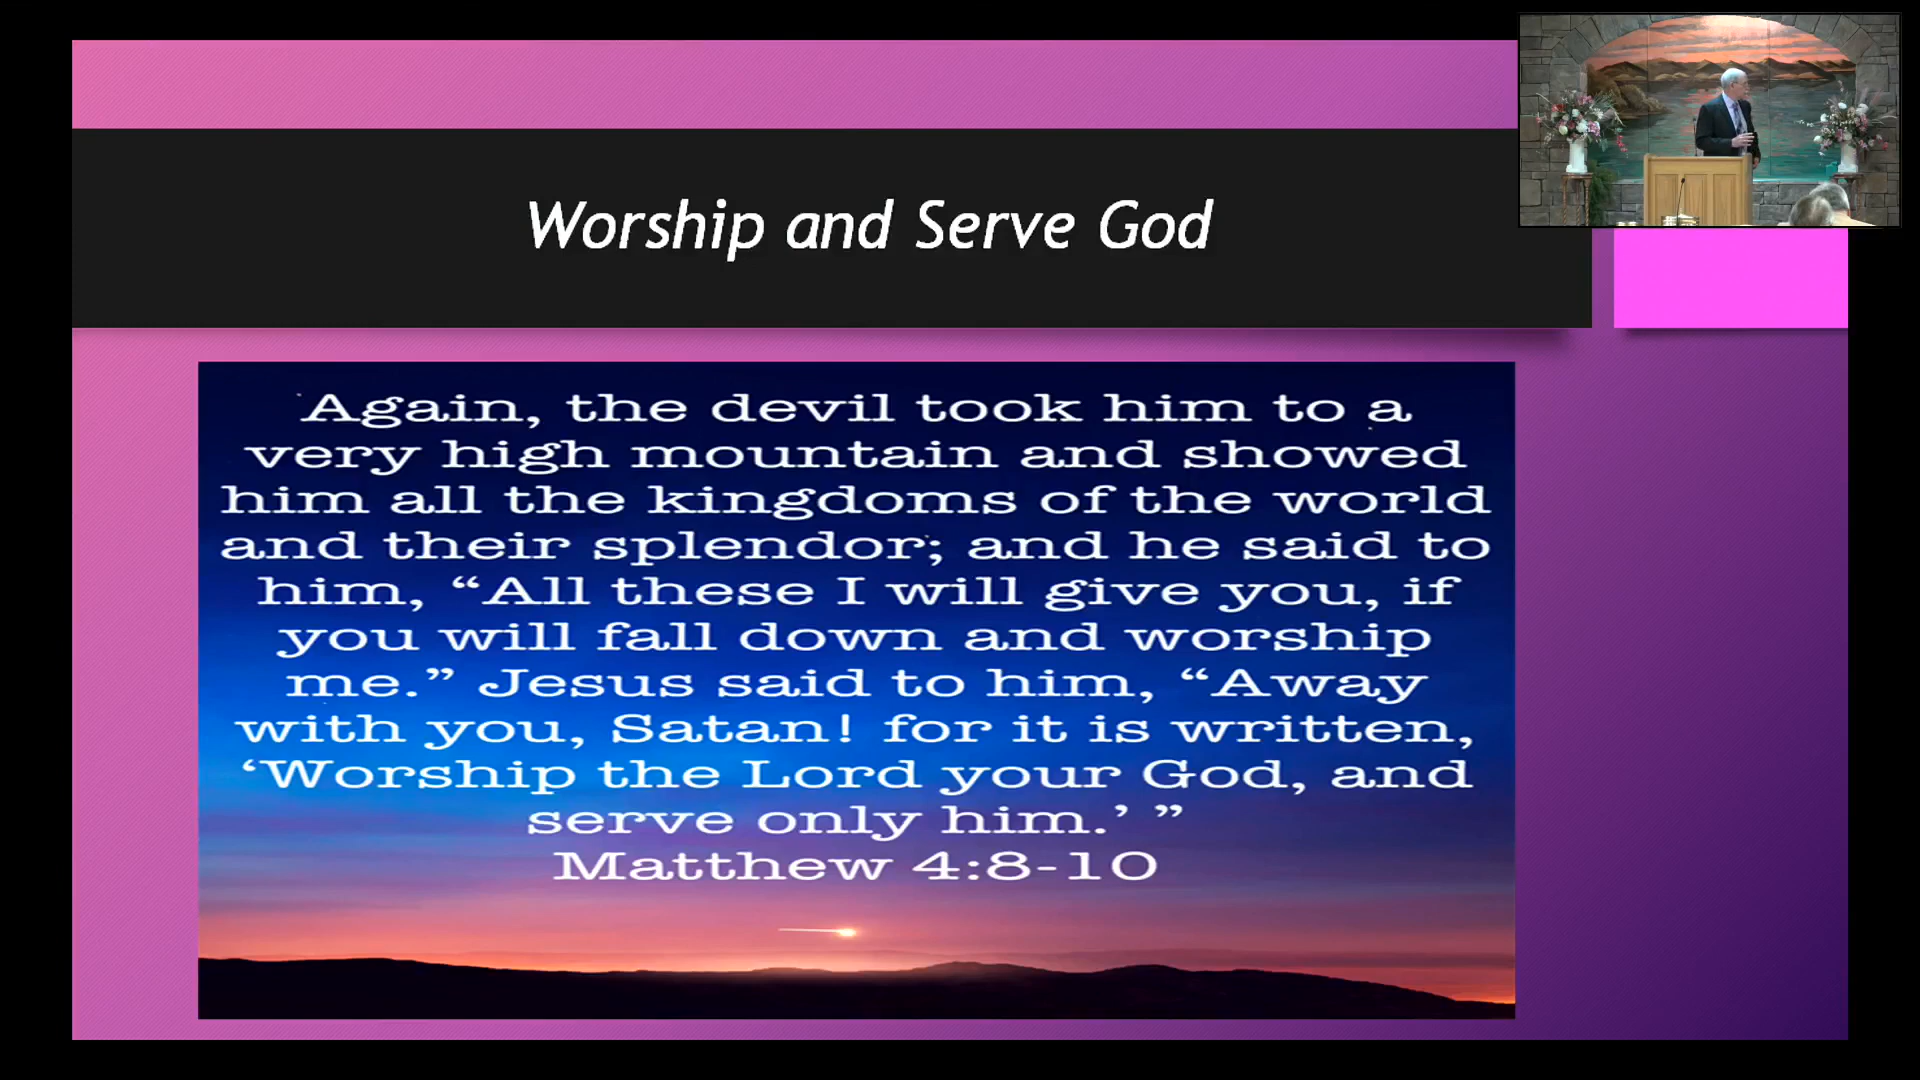 Worship and Serve God
Again, the devil took him to a
very high mountain and showed
him all the kingdoms of the world
and their splendor; and he said to
him, “All these I will give you, if
you will fall down and worship
me.” Jesus said to him, “Away
with you, Satan! for it is written,
‘Worship the Lord your God, and
serve only him.’ ”
Matthew 4:8-10